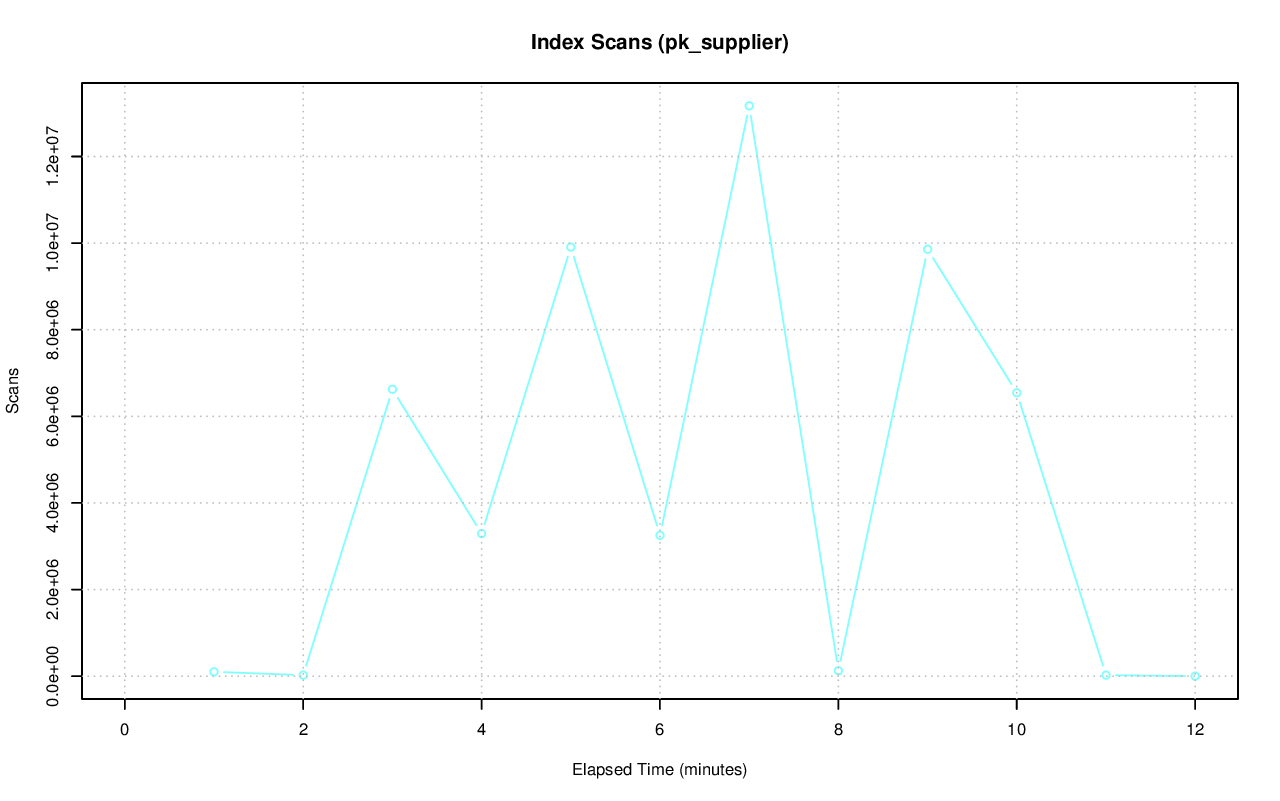 Index Scans (pk_supplier)
Scans
1.2e+07
1.0e+07
8.0e+06
6.0e+06
4.0e+06
2.0e+06
0.0e+00
0 2 4 6 8 10 12
Elapsed Time (minutes)